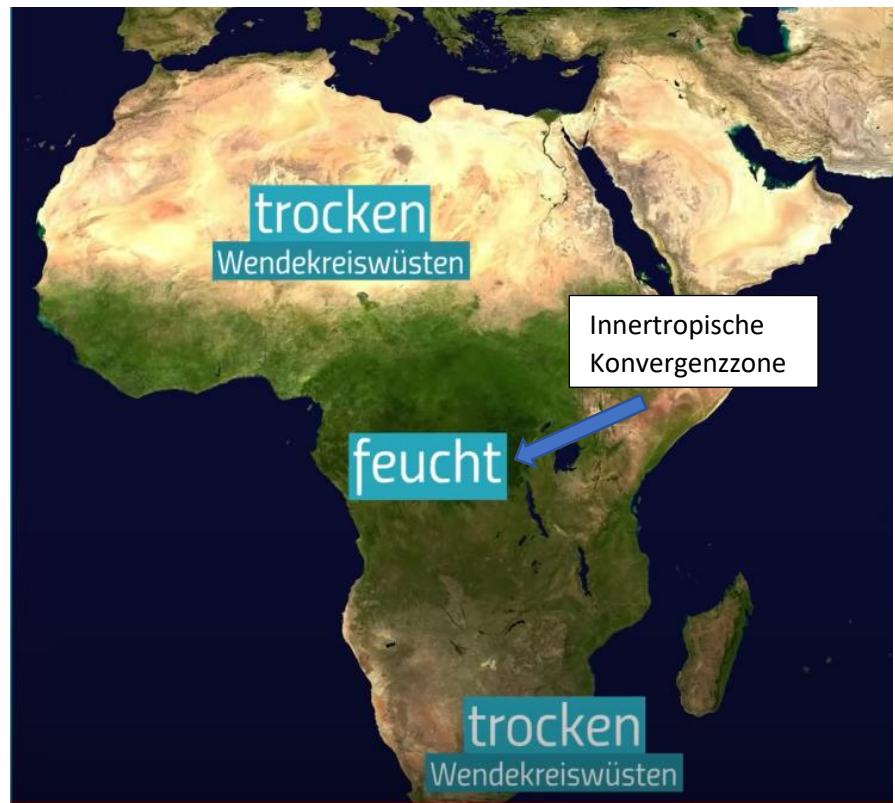 trocken
Wendekreiswüsten
Innertropische
Konvergenzzone
feucht
trocken
Wendekreiswüsten